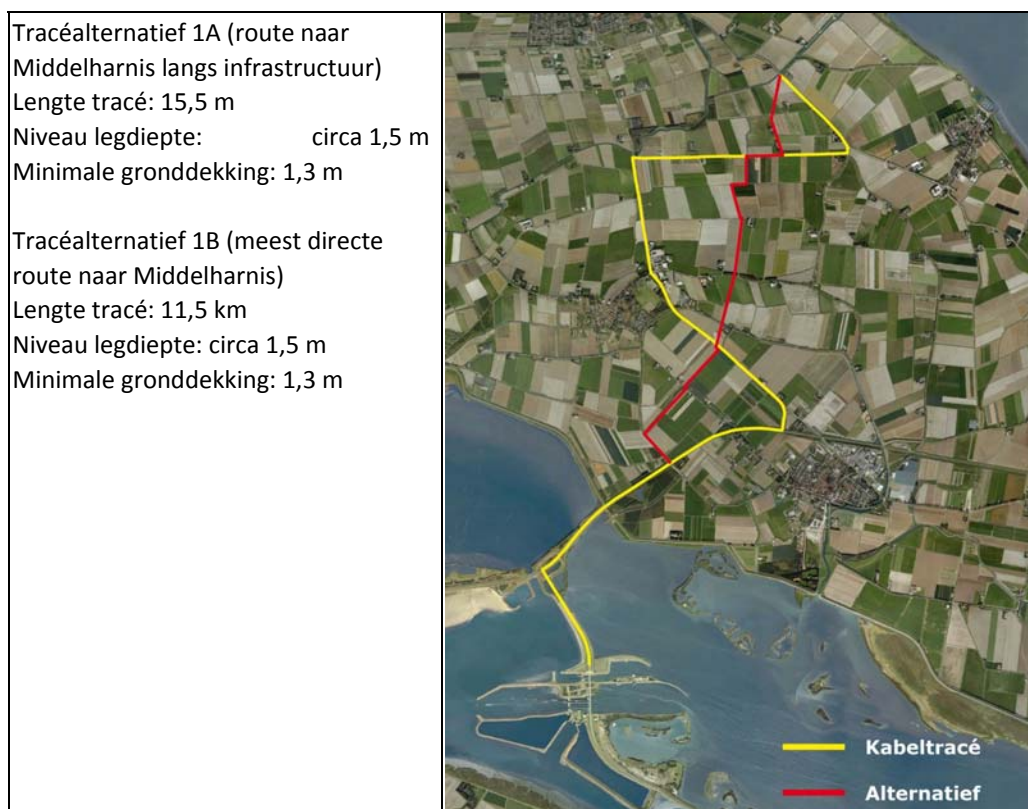 Tracéalternatief 1A (route naar
Middelharnis langs infrastructuur)
Lengte tracé: 15,5 m
Niveau legdiepte: circa 1,5 m
Minimale gronddekking: 1,3 m
Tracéalternatief 1B (meest directe
route naar Middelharnis)
Lengte tracé: 11,5 km
Niveau legdiepte: circa 1,5 m
Minimale gronddekking: 1,3 m
Kabeltracé
Alternatief